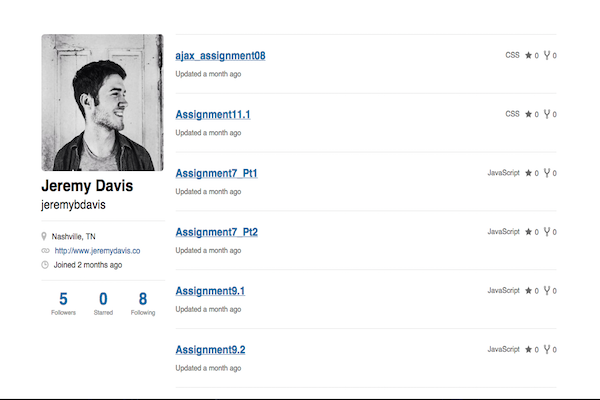 Jeremy Davis
jeremybdavis
Nashville, TN
http://www.jeremydavis.co
Joined 2 months ago
5 0 8
Followers Starred Following
ajax_assignment08 CSS 0 0
Updated a month ago
Assignment11.1 CSS 0 0
Updated a month ago
Assignment7_Pt1 JavaScript 0 0
Updated a month ago
Assignment7_Pt2 JavaScript 0 0
Updated a month ago
Assignment9.1 JavaScript 0 0
Updated a month ago
Assignment9.2 JavaScript 0 0
Updated a month ago